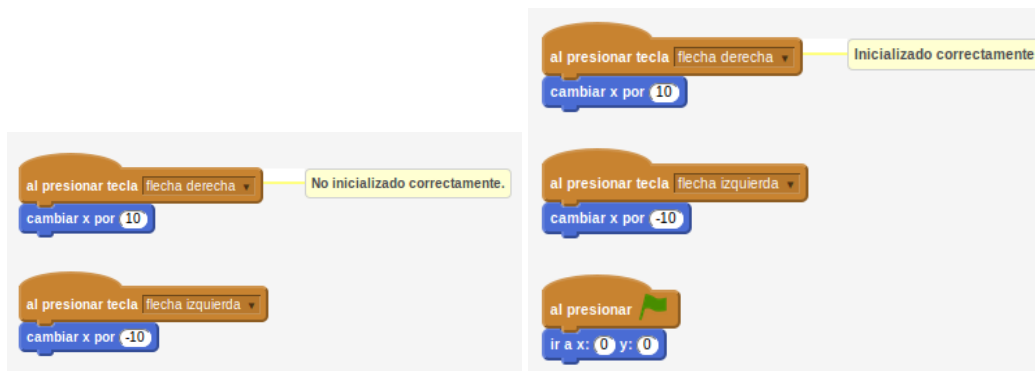 al presionar tecla flecha derecha
No inicializado correctamente.
cambiar x por 10
al presionar tecla flecha izquierda
cambiar x por -10
al presionar tecla flecha derecha
Inicializado correctamente
cambiar x por 10
al presionar tecla flecha izquierda
cambiar x por -10
al presionar
ir a x: 0 y: 0